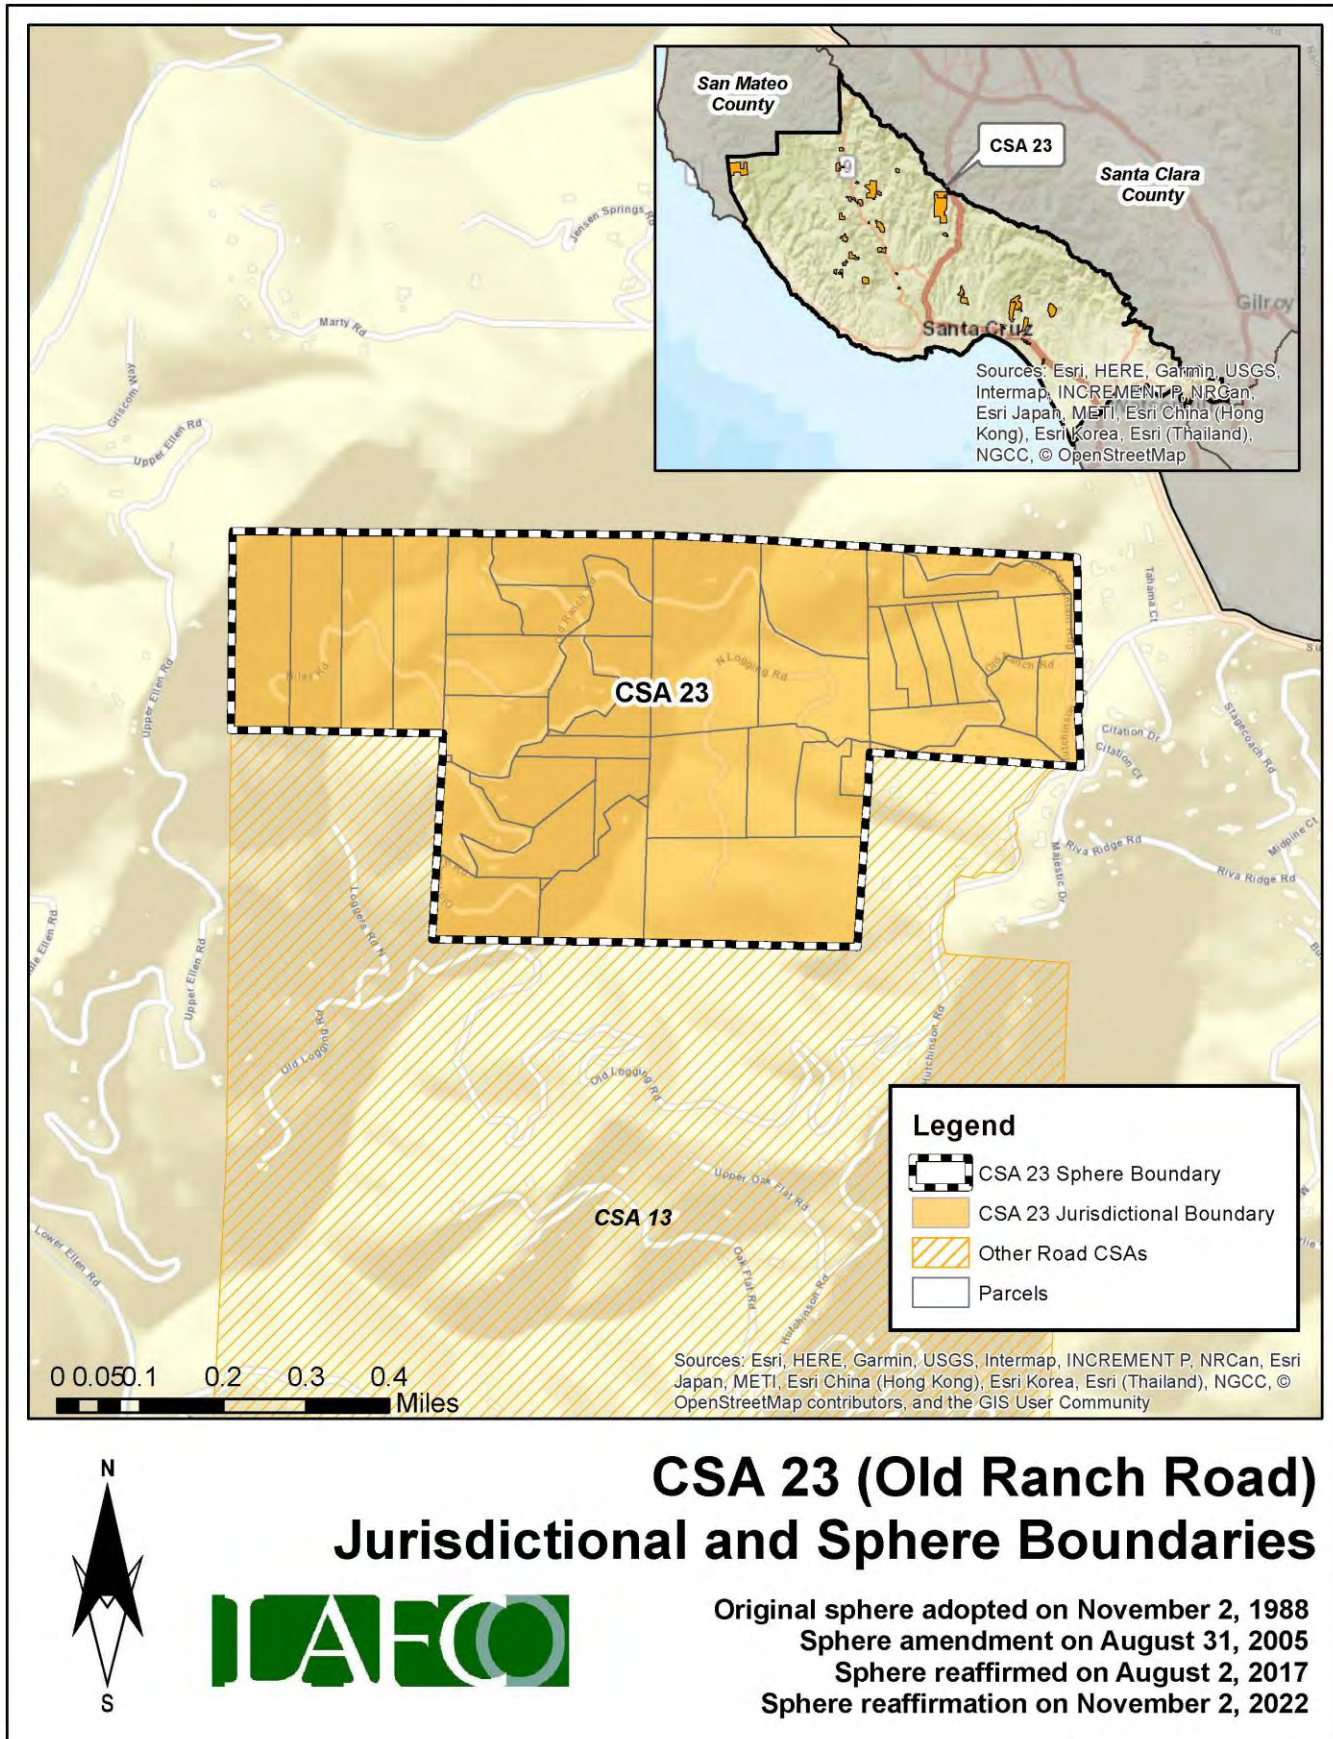 San Mateo
County
CSA 23
9
Santa Clara
County
Gilroy
Santa Cruz
Sources: Esri, HERE, Garmin, USGS,
Intermap, INCREMENT P, NRCan,
Esri Japan, METI, Esri China (Hong
Kong), Esri Korea, Esri (Thailand),
NGCC, © OpenStreetMap
Jensen Springs Rd
Marty Rd
Griscom Way
Upper Ellen Rd
Tahama Ct
Old Ranch Rd
N Logging Rd
Old Ranch Rd
CSA 23
Upper Ellen Rd
Hutchinson
Citation Dr
Citation Ct
Stagecoach Rd
Majestic Dr
Riva Ridge Rd
Riva Ridge Rd
Midpine Ct
Loggers Rd N
Upper Ellen Rd
Old Logging Rd
Old Logging Rd
Hutchinson Rd
Upper Oak Flat Rd
CSA 13
Oak Flat Rd
Hutchinson Rd
Lower Ellen Rd
Legend
CSA 23 Sphere Boundary
CSA 23 Jurisdictional Boundary
Other Road CSAs
Parcels
0 0.05 0.1 0.2 0.3 0.4
Miles
Sources: Esri, HERE, Garmin, USGS, Intermap, INCREMENT P, NRCan, Esri
Japan, METI, Esri China (Hong Kong), Esri Korea, Esri (Thailand), NGCC, ©
OpenStreetMap contributors, and the GIS User Community
N
S
CSA 23 (Old Ranch Road)
Jurisdictional and Sphere Boundaries
LAFCO
Original sphere adopted on November 2, 1988
Sphere amendment on August 31, 2005
Sphere reaffirmed on August 2, 2017
Sphere reaffirmation on November 2, 2022